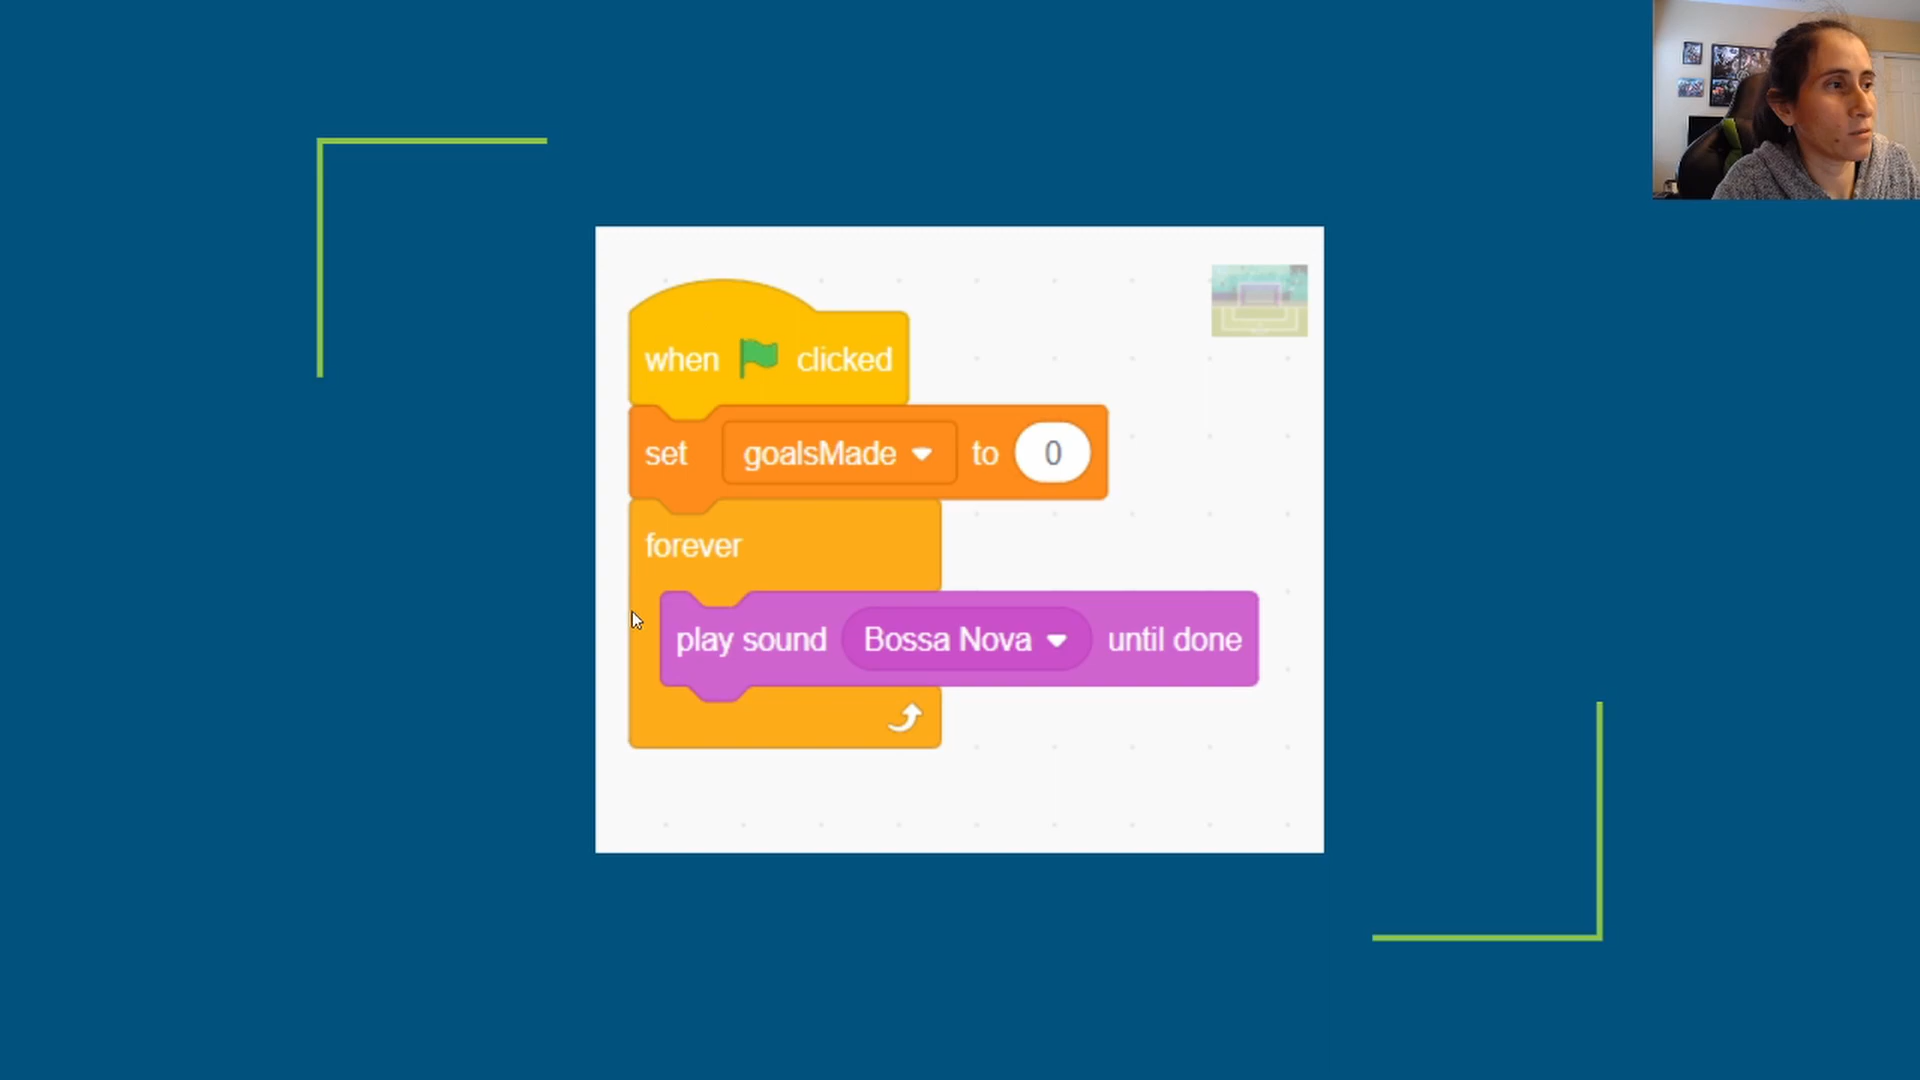 when clicked
set goalsMade to 0
forever
play sound Bossa Nova until done